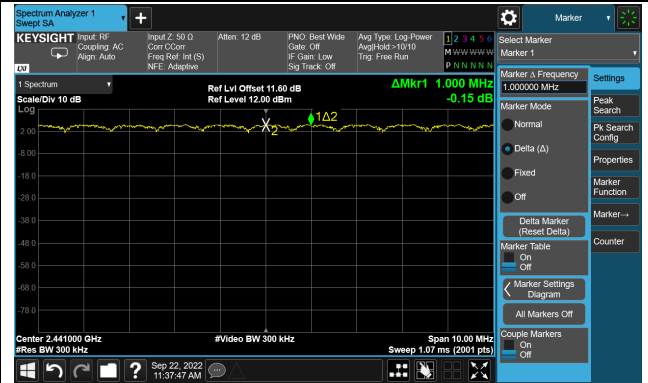 Spectrum Analyzer 1
Swept SA
Marker
KEYSIGHT
Input: RF
Coupling: AC
Align: Auto
Input Z: 50 Ω
Corr CCorr
Freq Ref: Int (S)
NFE: Adaptive
Atten: 12 dB
PNO: Best Wide
Gate: Off
IF Gain: Low
Sig Track: Off
Avg Type: Log-Power
Avg|Hold:>10/10
Trig: Free Run
1 2 3 4 5 6
M W W W W W
P N N N N N
LXI
Select Marker
Marker 1
1 Spectrum
Scale/Div 10 dB
Ref Lvl Offset 11.60 dB
Ref Level 12.00 dBm
ΔMkr1 1.000 MHz
-0.15 dB
Log
2.00
-8.00
-18.0
-28.0
-38.0
-48.0
-58.0
-68.0
-78.0
1Δ2
X2
Center 2.441000 GHz
#Res BW 300 kHz
#Video BW 300 kHz
Span 10.00 MHz
Sweep 1.07 ms (2001 pts)
Marker Δ Frequency
1.000000 MHz
Marker Mode
Normal
Delta (Δ)
Fixed
Off
Delta Marker
(Reset Delta)
Marker Table
On
Off
Marker Settings
Diagram
All Markers Off
Couple Markers
On
Off
Settings
Peak
Search
Pk Search
Config
Properties
Marker
Function
Marker→
Counter
?
Sep 22, 2022
11:37:47 AM